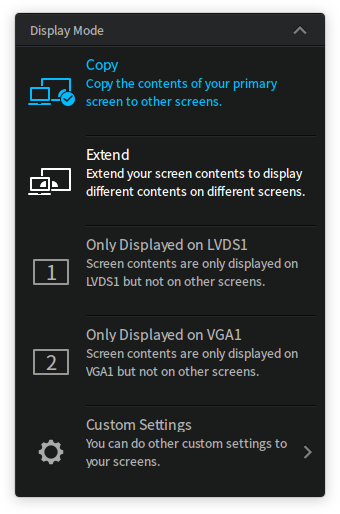 Display Mode
Copy
Copy the contents of your primary
screen to other screens.
Extend
Extend your screen contents to display
different contents on different screens.
1
Only Displayed on LVDS1
Screen contents are only displayed on
LVDS1 but not on other screens.
2
Only Displayed on VGA1
Screen contents are only displayed on
VGA1 but not on other screens.
Custom Settings
You can do other custom settings to
your screens.